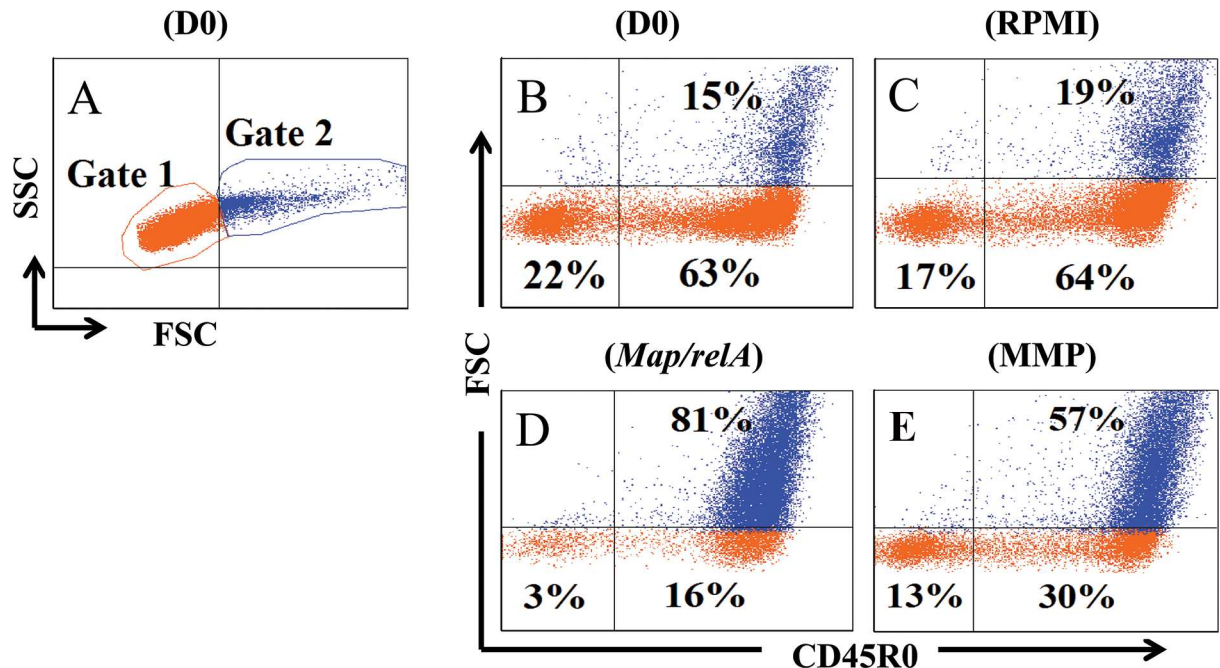 (D0)
A
Gate 1
Gate 2
SSC
FSC
(D0)
B
15%
22%
63%
(RPMI)
C
19%
17%
64%
FSC
(Map/relA)
D
81%
3%
16%
(MMP)
E
57%
13%
30%
CD45R0